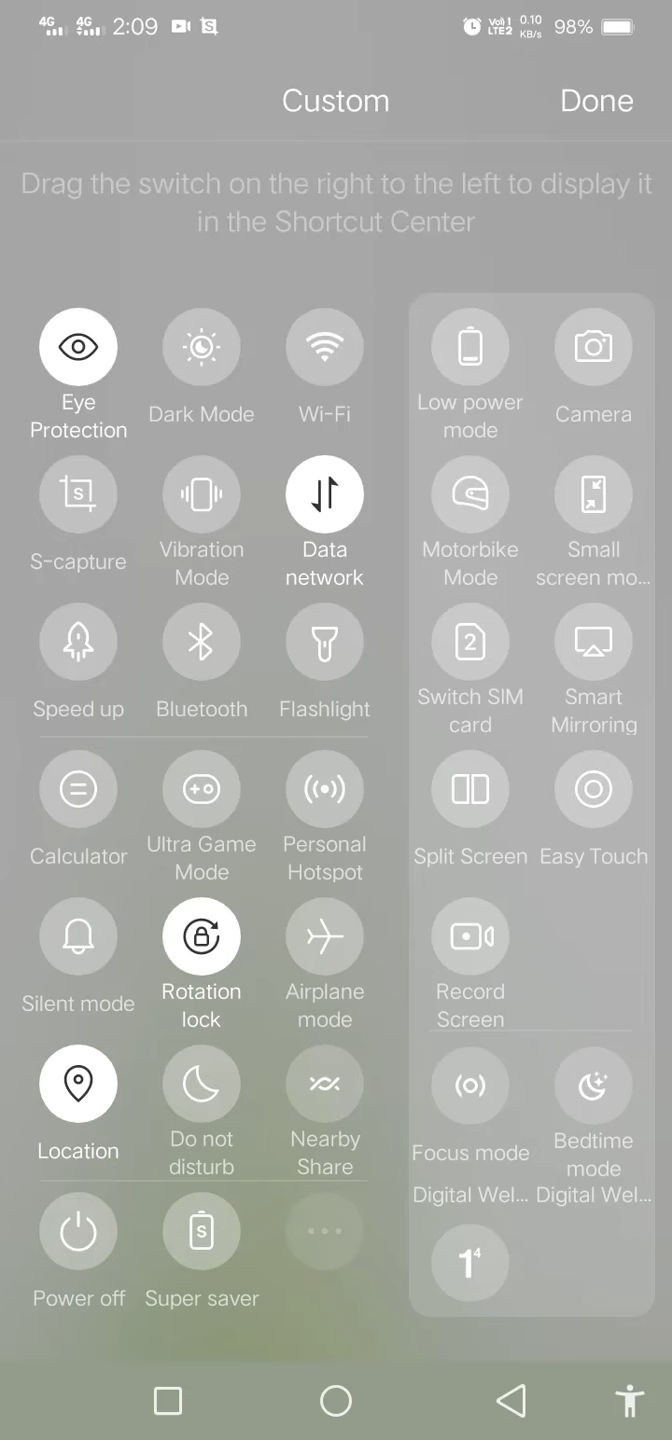 4G 4G 2:09 Voll 1 LTE2 0.10 KB/s 98%
Custom Done
Drag the switch on the right to the left to display it
in the Shortcut Center
Eye
Protection
Dark Mode
Wi-Fi
Low power
mode
Camera
S
S-capture
Vibration
Mode
Data
network
Motorbike
Mode
Small
screen mo...
Speed up
Bluetooth
Flashlight
2
Switch SIM
card
Smart
Mirroring
Calculator
Ultra Game
Mode
Personal
Hotspot
Split Screen
Easy Touch
Silent mode
Rotation
lock
Airplane
mode
Record
Screen
Location
Do not
disturb
Nearby
Share
Focus mode
Digital Wel...
Bedtime
mode
Digital Wel...
Power off
S
Super saver
1 4